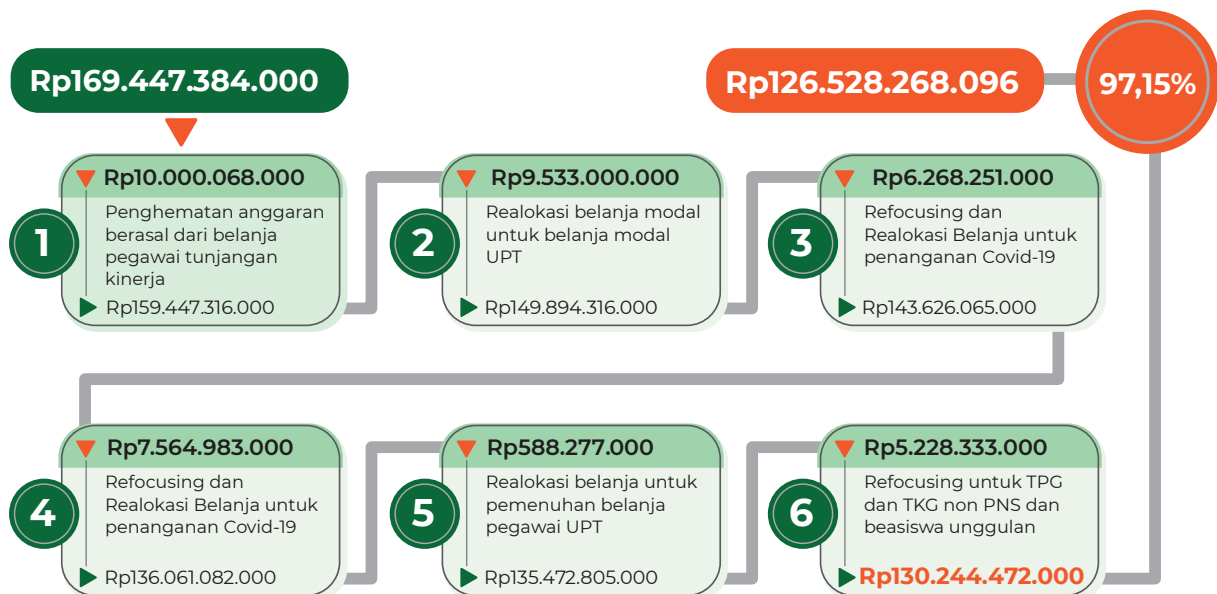 Rp169.447.384.000
Rp126.528.268.096
97,15%
1
Rp10.000.068.000
Penghematan anggaran
berasal dari belanja
pegawai tunjangan
kinerja
Rp159.447.316.000
2
Rp9.533.000.000
Realokasi belanja modal
untuk belanja modal
UPT
Rp149.894.316.000
3
Rp6.268.251.000
Refocusing dan
Realokasi Belanja untuk
penanganan Covid-19
Rp143.626.065.000
4
Rp7.564.983.000
Refocusing dan
Realokasi Belanja untuk
penanganan Covid-19
Rp136.061.082.000
5
Rp588.277.000
Realokasi belanja untuk
pemenuhan belanja
pegawai UPT
Rp135.472.805.000
6
Rp5.228.333.000
Refocusing untuk TPG
dan TKG non PNS dan
beasiswa unggulan
Rp130.244.472.000